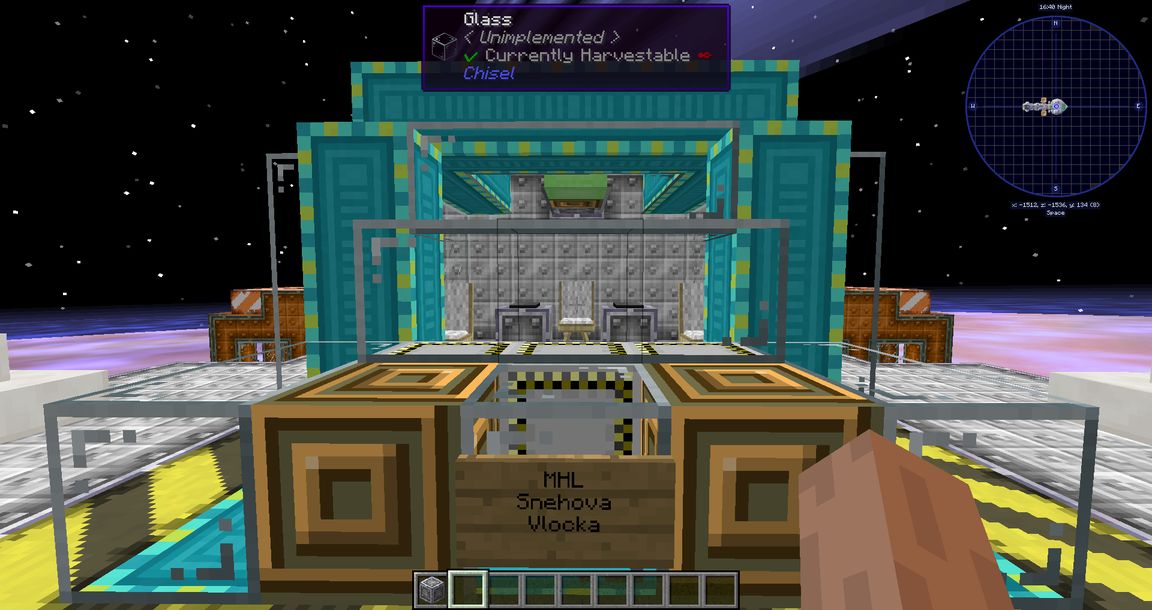 Glass
< Unimplemented >
✓ Currently Harvestable
Chisel
16:40 Night
N
W
E
S
x: -1512, z: -1536, y: 134 (8)
Space
MHL
Snehova
Vlocka